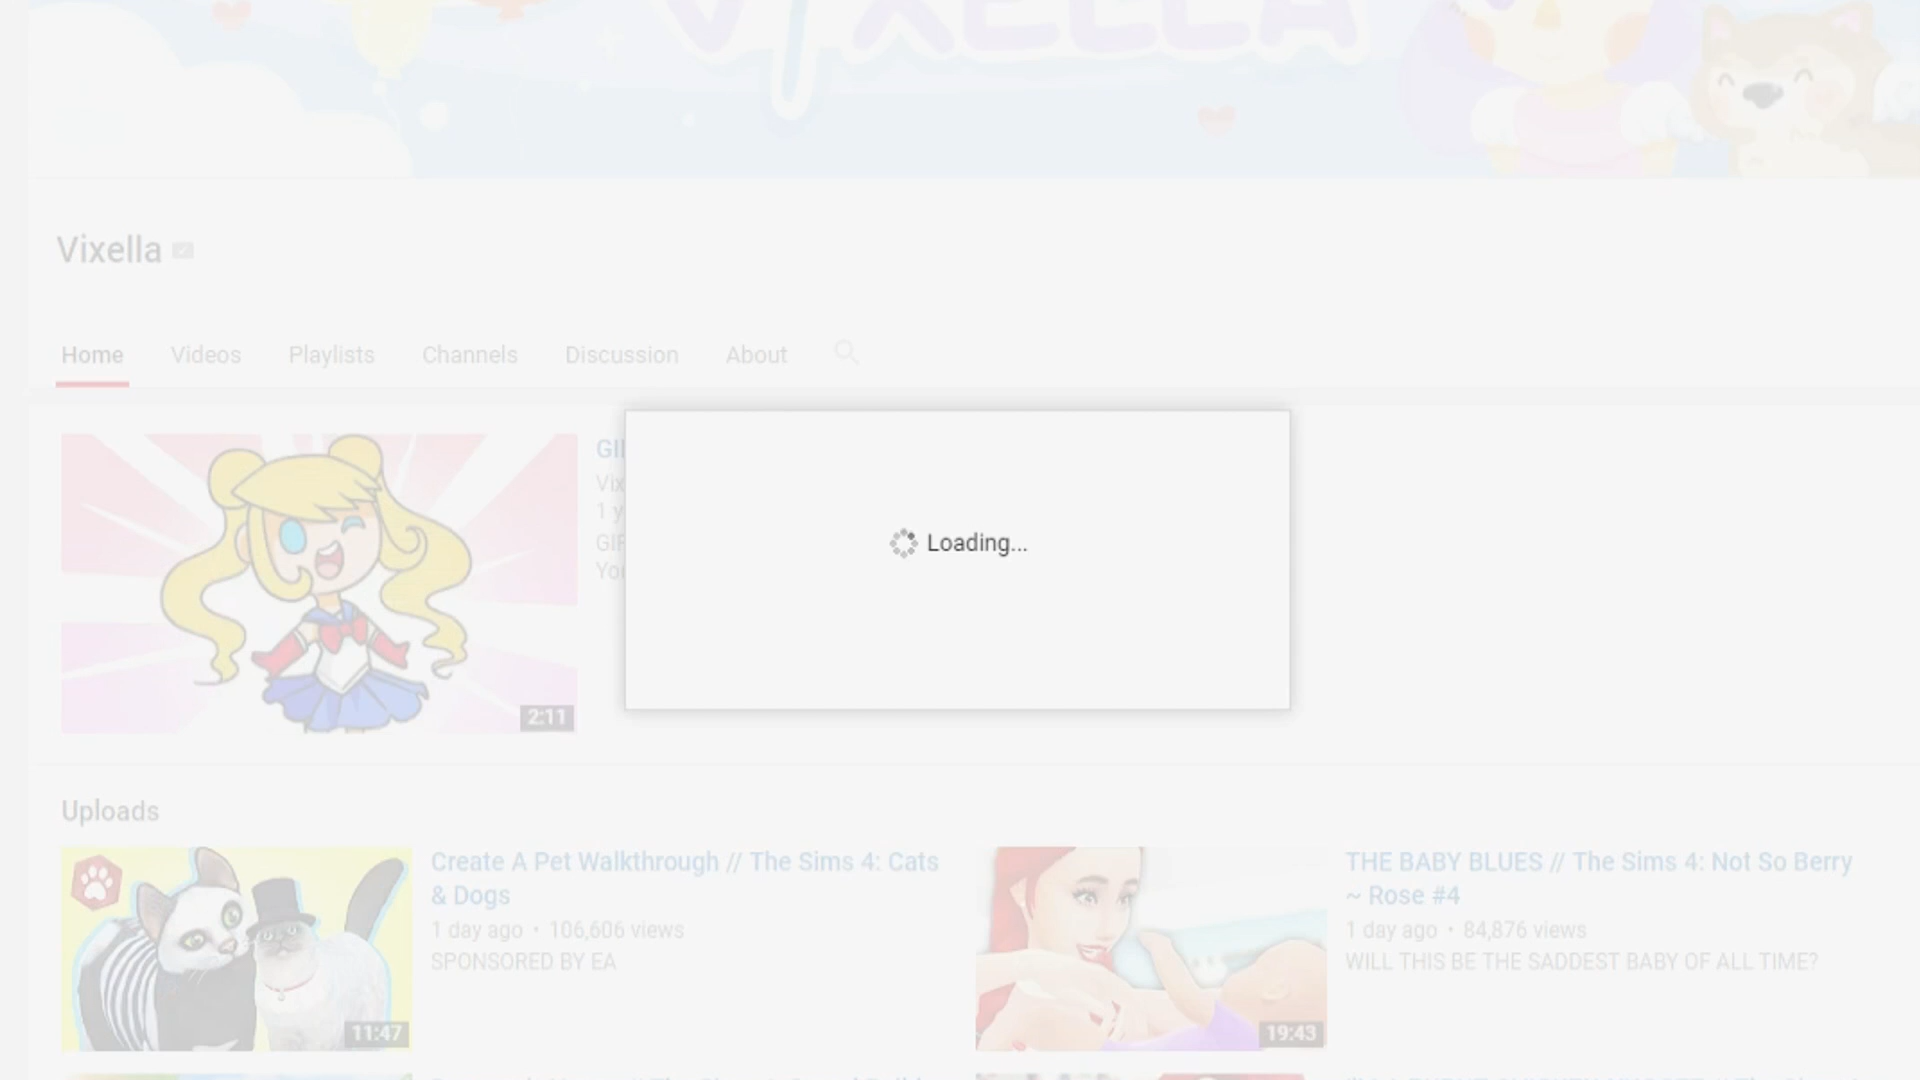 VIXELLA
Vixella
Home Videos Playlists Channels Discussion About
Vix
1 y
Loading...
2:11
Uploads
Create A Pet Walkthrough // The Sims 4: Cats
& Dogs
1 day ago • 106,606 views
SPONSORED BY EA
11:47
THE BABY BLUES // The Sims 4: Not So Berry
~ Rose #4
1 day ago • 84,876 views
WILL THIS BE THE SADDEST BABY OF ALL TIME?
19:43